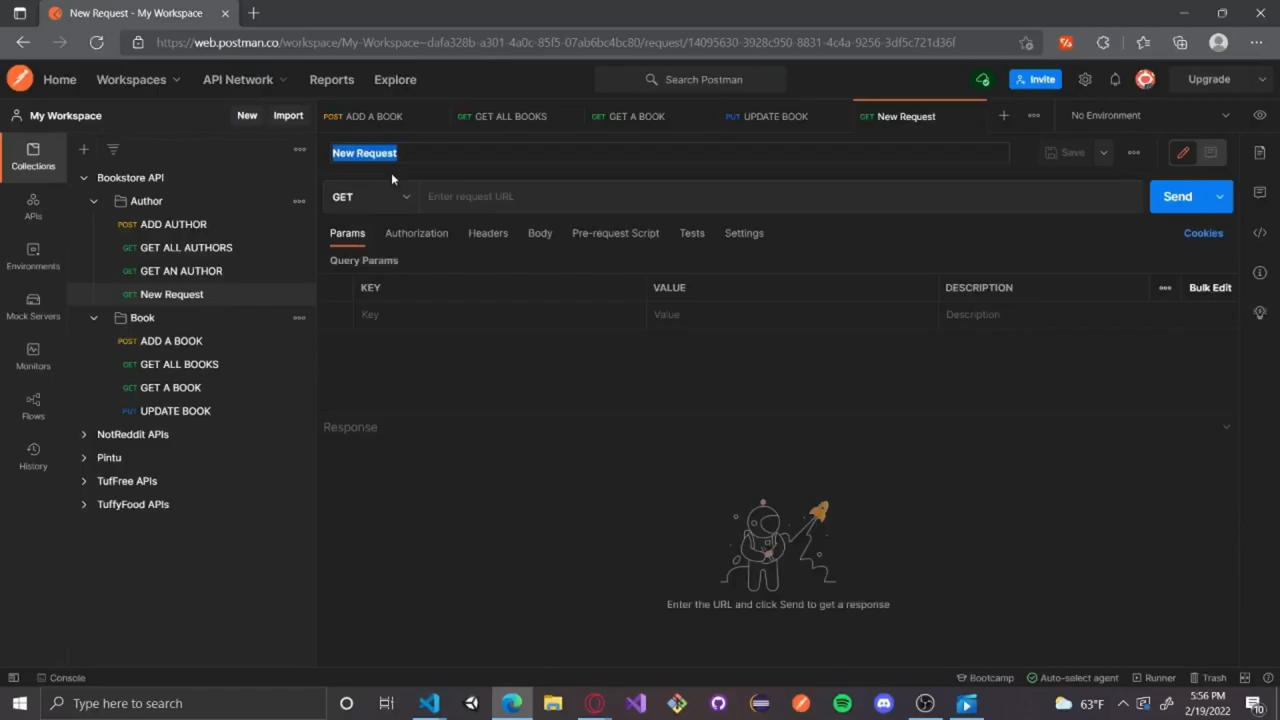 New Request - My Workspace
https://web.postman.co/workspace/My-Workspace~dafa328b-a301-4a0c-85f5-07ab6bc4bc80/request/14095630-3928c950-8831-4c4a-9256-3df5c721d36f
Home Workspaces API Network Reports Explore Search Postman Invite Upgrade
My Workspace New Import
POST ADD A BOOK GET GET ALL BOOKS GET GET A BOOK PUT UPDATE BOOK GET New Request No Environment
Collections
APIs
Environments
Mock Servers
Monitors
Flows
History
Bookstore API
Author
POST ADD AUTHOR
GET GET ALL AUTHORS
GET GET AN AUTHOR
GET New Request
Book
POST ADD A BOOK
GET GET ALL BOOKS
GET GET A BOOK
PUT UPDATE BOOK
NotReddit APIs
Pintu
TufFree APIs
TuffyFood APIs
New Request Save
GET Enter request URL Send
Params Authorization Headers Body Pre-request Script Tests Settings Cookies
Query Params
KEY VALUE DESCRIPTION Bulk Edit
Key Value Description
Response
Enter the URL and click Send to get a response
Console Bootcamp Auto-select agent Runner Trash
Type here to search 63°F 5:56 PM
2/19/2022